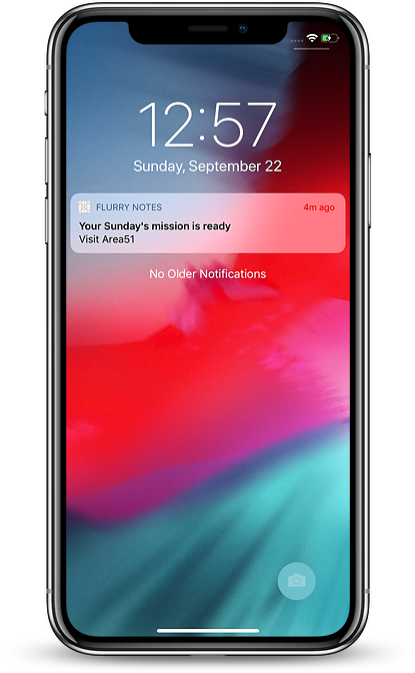 12:57
Sunday, September 22
FLURRY NOTES 4m ago
Your Sunday's mission is ready
Visit Area51
No Older Notifications